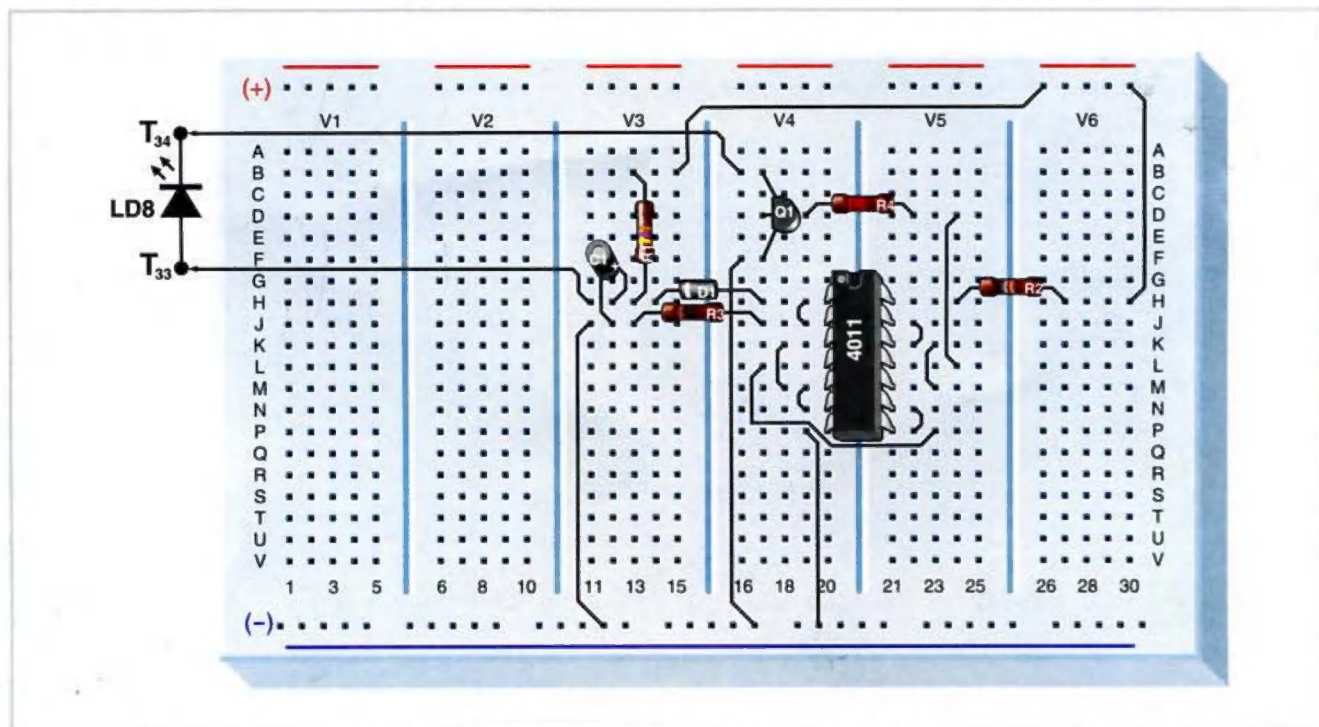 (+)
V1 V2 V3 V4 V5 V6
T34
A A
B B
C C
LD8
D Q1 R4 D
E R1 E
T33
F C1 F
G G
H D1 R2 H
J R3 4011 J
K K
L L
M M
N N
P P
Q Q
R R
S S
T T
U U
V V
1 3 5 6 8 10 11 13 15 16 18 20 21 23 25 26 28 30
(-)